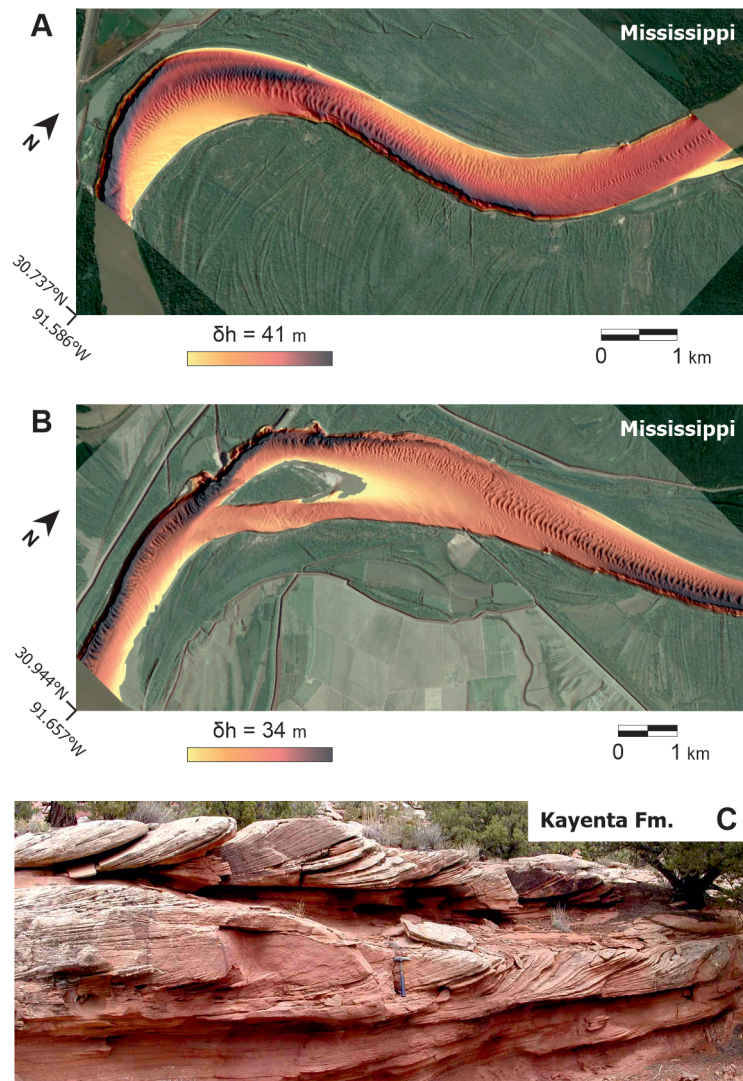 A
Mississippi
N
30.737°N
91.586°W
δh = 41 m
0 1 km
B
Mississippi
N
30.944°N
91.657°W
δh = 34 m
0 1 km
Kayenta Fm. C